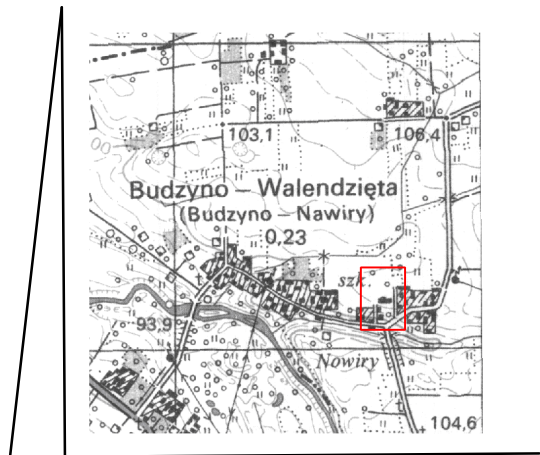 103,1
106,4
Budzyno – Walendzięta
(Budzyno – Nawiry)
0,23
szk.
93,9
Nowiry
104,6